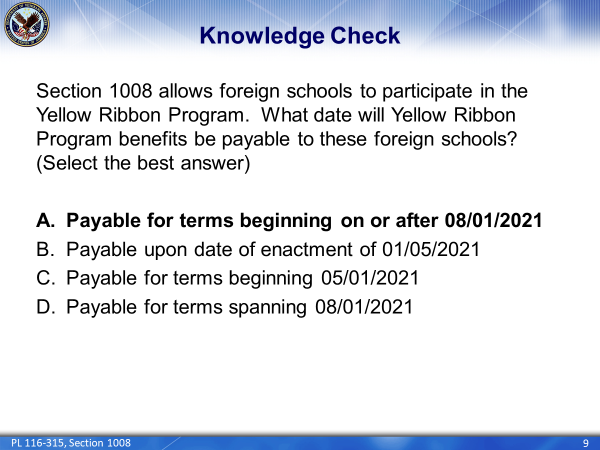 Knowledge Check
Section 1008 allows foreign schools to participate in the
Yellow Ribbon Program.  What date will Yellow Ribbon
Program benefits be payable to these foreign schools?
(Select the best answer)
A. Payable for terms beginning on or after 08/01/2021
B. Payable upon date of enactment of 01/05/2021
C. Payable for terms beginning 05/01/2021
D. Payable for terms spanning 08/01/2021
PL 116-315, Section 1008
9